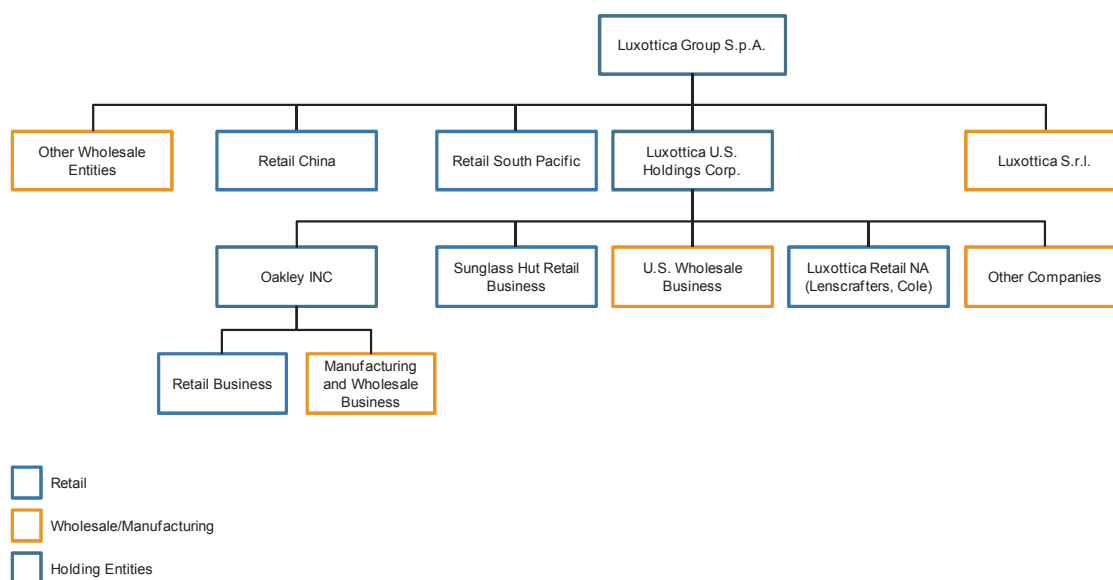 Luxottica Group S.p.A.
Other Wholesale
Entities
Retail China
Retail South Pacific
Luxottica U.S.
Holdings Corp.
Luxottica S.r.l.
Oakley INC
Sunglass Hut Retail
Business
U.S. Wholesale
Business
Luxottica Retail NA
(Lenscrafters, Cole)
Other Companies
Retail Business
Manufacturing
and Wholesale
Business
Retail
Wholesale/Manufacturing
Holding Entities